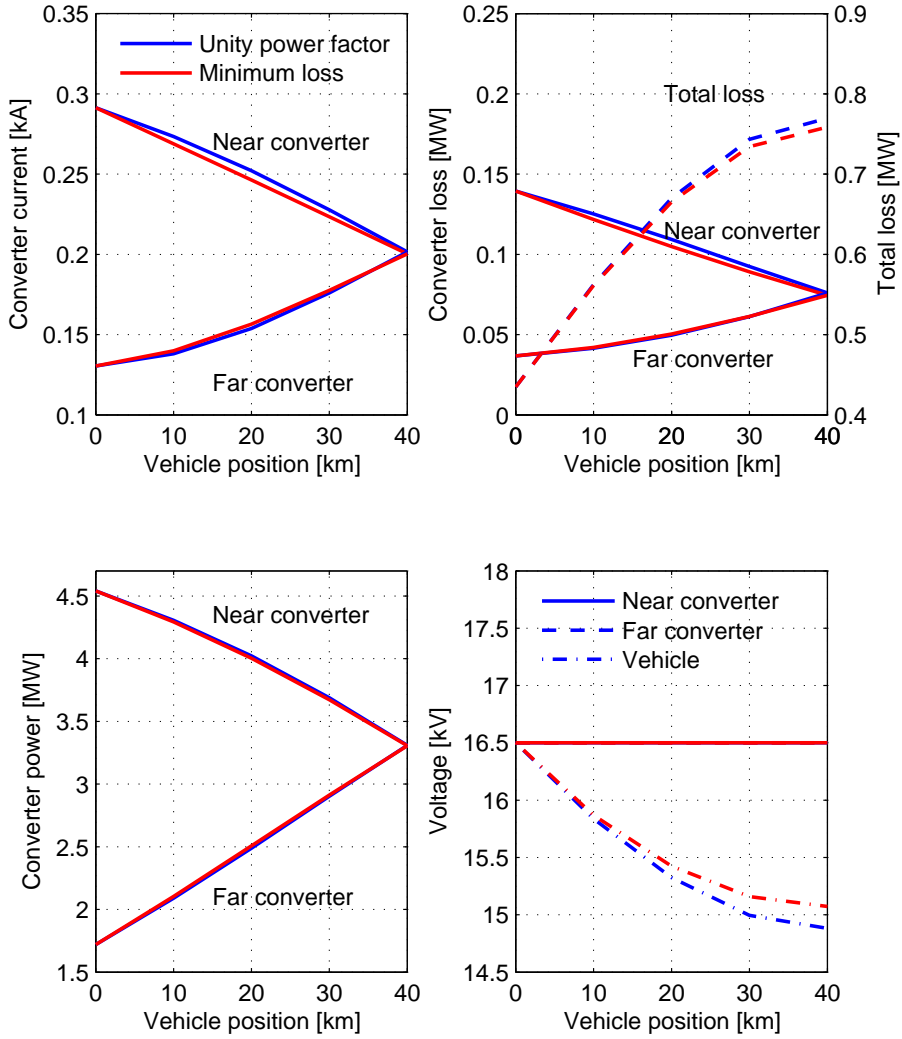 0.35
Unity power factor
Minimum loss
0.3
Near converter
0.25
0.2
0.15
Far converter
0.1
0 10 20 30 40
Vehicle position [km]
Converter current [kA]
0.25 0.9
Total loss
0.2 0.8
0.15 0.7
Near converter
0.1 0.6
0.05 0.5
Far converter
0 0.4
0 10 20 30 40
Vehicle position [km]
Converter loss [MW]
Total loss [MW]
4.5
Near converter
4
3.5
3
2.5
Far converter
2
1.5
0 10 20 30 40
Vehicle position [km]
Converter power [MW]
18
Near converter
17.5
Far converter
Vehicle
17
16.5
16
15.5
15
14.5
0 10 20 30 40
Vehicle position [km]
Voltage [kV]